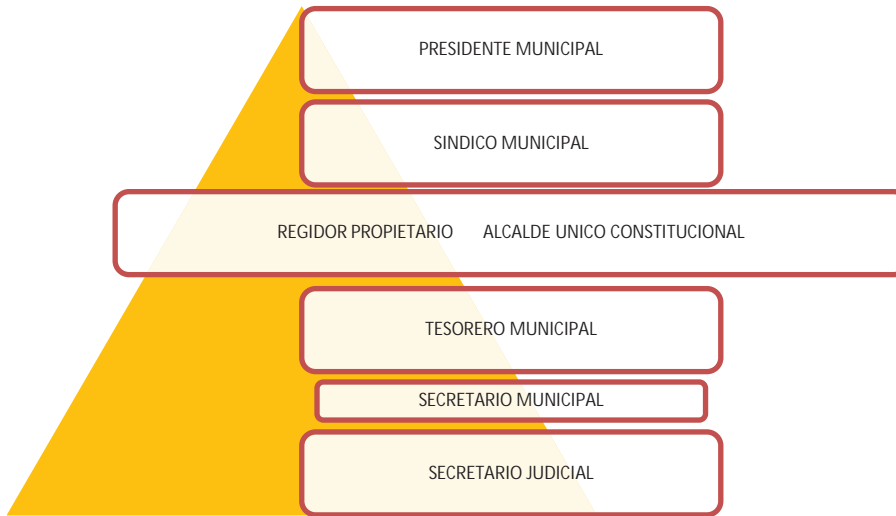 PRESIDENTE MUNICIPAL
SINDICO MUNICIPAL
REGIDOR PROPIETARIO ALCALDE UNICO CONSTITUCIONAL
TESORERO MUNICIPAL
SECRETARIO MUNICIPAL
SECRETARIO JUDICIAL